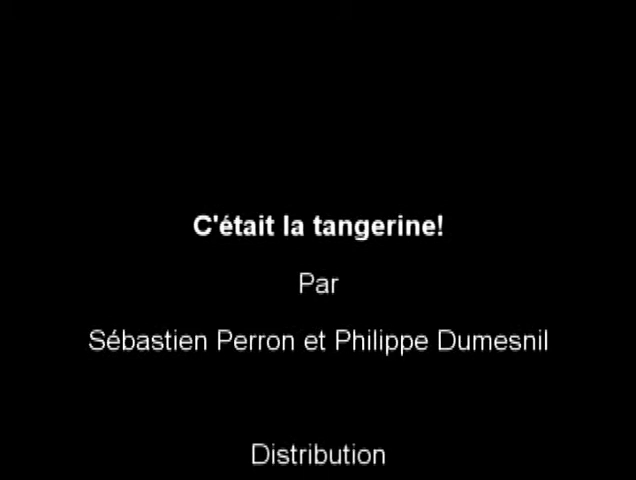 C'était la tangerine!
Par
Sébastien Perron et Philippe Dumesnil
Distribution